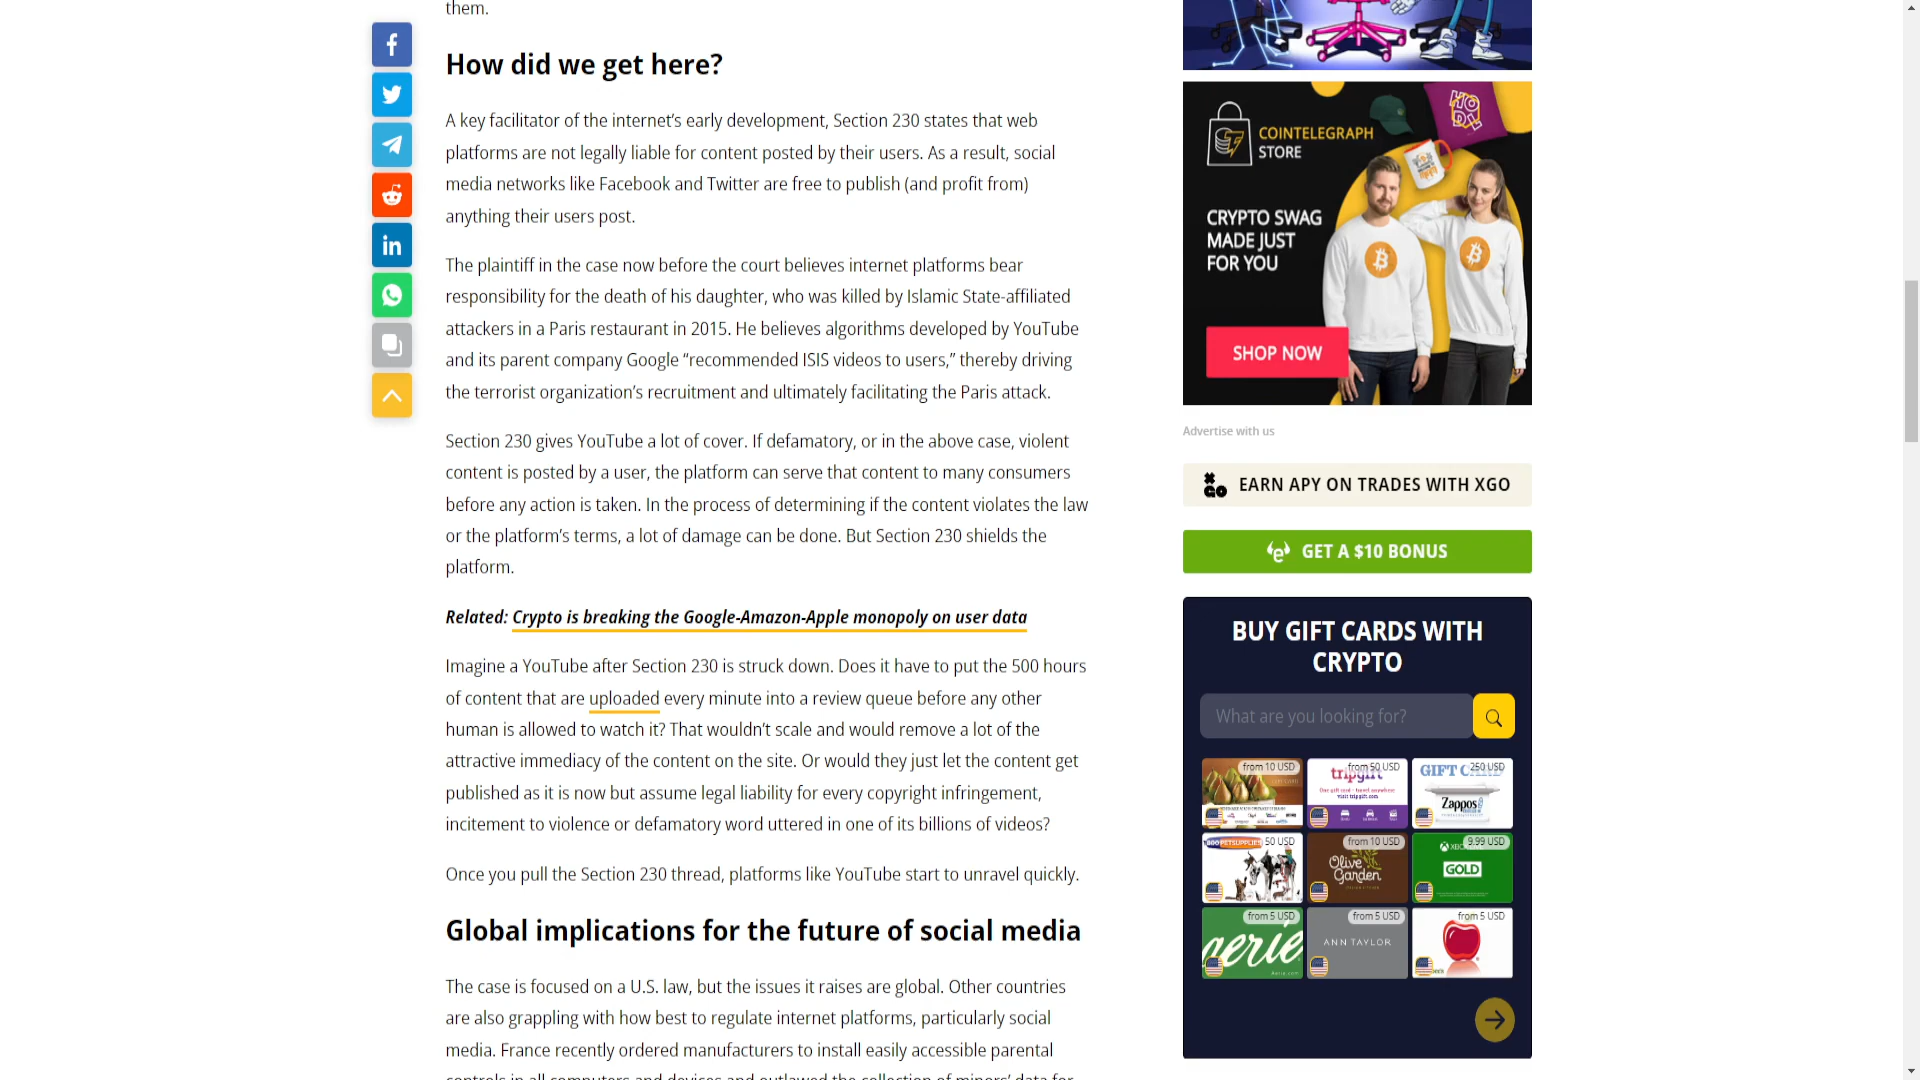 them.
How did we get here?
A key facilitator of the internet’s early development, Section 230 states that web
platforms are not legally liable for content posted by their users. As a result, social
media networks like Facebook and Twitter are free to publish (and profit from)
anything their users post.
The plaintiff in the case now before the court believes internet platforms bear
responsibility for the death of his daughter, who was killed by Islamic State-affiliated
attackers in a Paris restaurant in 2015. He believes algorithms developed by YouTube
and its parent company Google “recommended ISIS videos to users,” thereby driving
the terrorist organization’s recruitment and ultimately facilitating the Paris attack.
Section 230 gives YouTube a lot of cover. If defamatory, or in the above case, violent
content is posted by a user, the platform can serve that content to many consumers
before any action is taken. In the process of determining if the content violates the law
or the platform’s terms, a lot of damage can be done. But Section 230 shields the
platform.
Related: Crypto is breaking the Google-Amazon-Apple monopoly on user data
Imagine a YouTube after Section 230 is struck down. Does it have to put the 500 hours
of content that are uploaded every minute into a review queue before any other
human is allowed to watch it? That wouldn’t scale and would remove a lot of the
attractive immediacy of the content on the site. Or would they just let the content get
published as it is now but assume legal liability for every copyright infringement,
incitement to violence or defamatory word uttered in one of its billions of videos?
Once you pull the Section 230 thread, platforms like YouTube start to unravel quickly.
Global implications for the future of social media
The case is focused on a U.S. law, but the issues it raises are global. Other countries
are also grappling with how best to regulate internet platforms, particularly social
media. France recently ordered manufacturers to install easily accessible parental
controls in all computers and devices and outlawed the collection of minors’ data for
HODL
COINTELEGRAPH
STORE
CRYPTO SWAG
MADE JUST
FOR YOU
SHOP NOW
Advertise with us
XGO
EARN APY ON TRADES WITH XGO
GET A $10 BONUS
BUY GIFT CARDS WITH
CRYPTO
What are you looking for?
from 10 USD
from 50 USD
tripgift
One gift card - travel anywhere
visit tripgift.com
250 USD
GIFT CARD
Zappos
50 USD
1800PETSUPPLIES
from 10 USD
Olive
Garden
9.99 USD
XBOX
GOLD
from 5 USD
aerie
Aerie.com
from 5 USD
ANN TAYLOR
from 5 USD